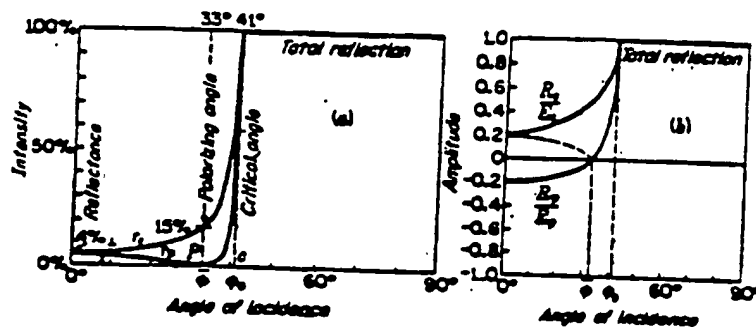 33° 41°
100%
50%
0%
Intensity
Reflectance
Polarizing angle
Critical angle
Total reflection
(a)
4%
15%
0°
60°
90°
Angle of incidence
1.0
0.8
0.6
0.4
0.2
0
-0.2
-0.4
-0.6
-0.8
-1.0
Amplitude
Total reflection
(b)
0°
60°
90°
Angle of incidence